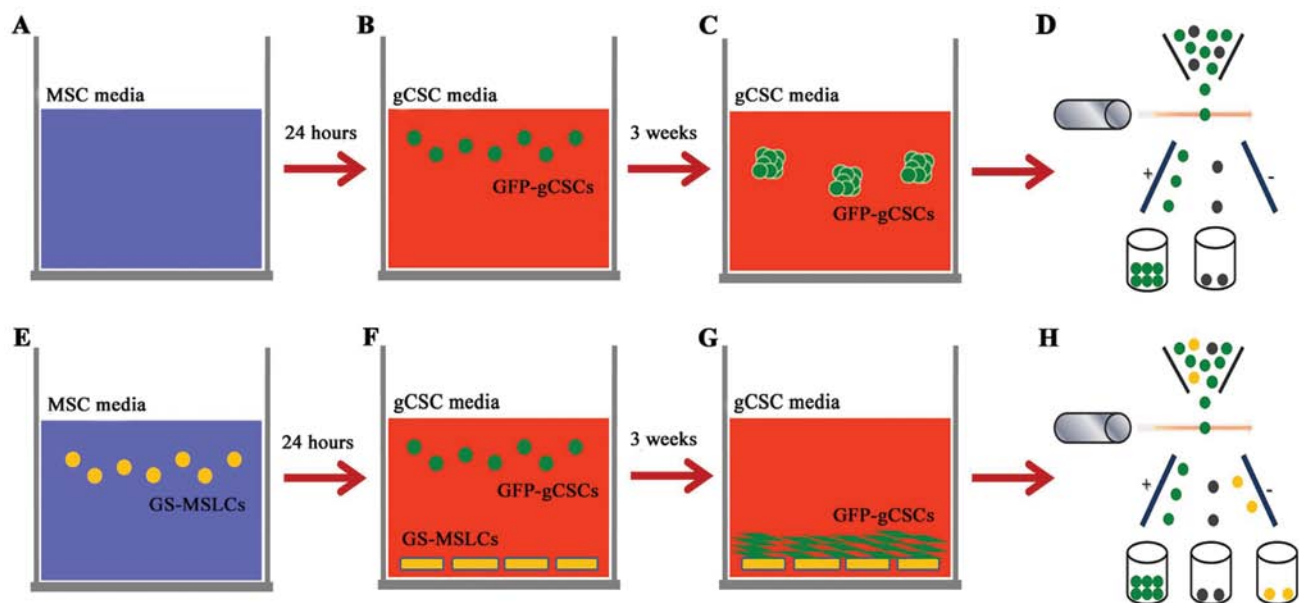 A
B
C
D
MSC media
gCSC media
gCSC media
24 hours
3 weeks
GFP-gCSCs
GFP-gCSCs
+
-
E
F
G
H
MSC media
gCSC media
gCSC media
24 hours
3 weeks
GS-MSLCs
GFP-gCSCs
GFP-gCSCs
GS-MSLCs
+
-